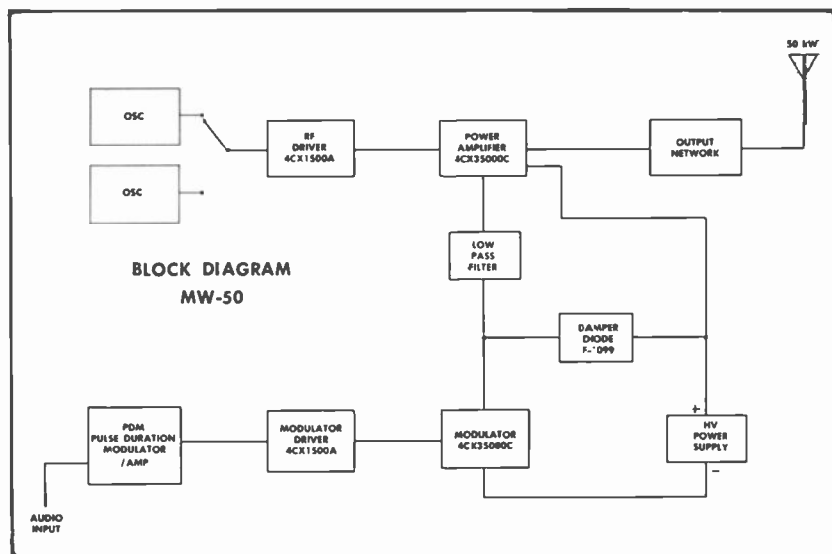 50 kW
OSC
RF
DRIVER
4CX1500A
POWER
AMPLIFIER
4CX35000C
OUTPUT
NETWORK
OSC
LOW
PASS
FILTER
BLOCK DIAGRAM
MW-50
DAMPER
DIODE
F-1099
PDM
PULSE DURATION
MODULATOR
/AMP
MODULATOR
DRIVER
4CX1500A
MODULATOR
4CX35000C
+
HV
POWER
SUPPLY
−
AUDIO
INPUT